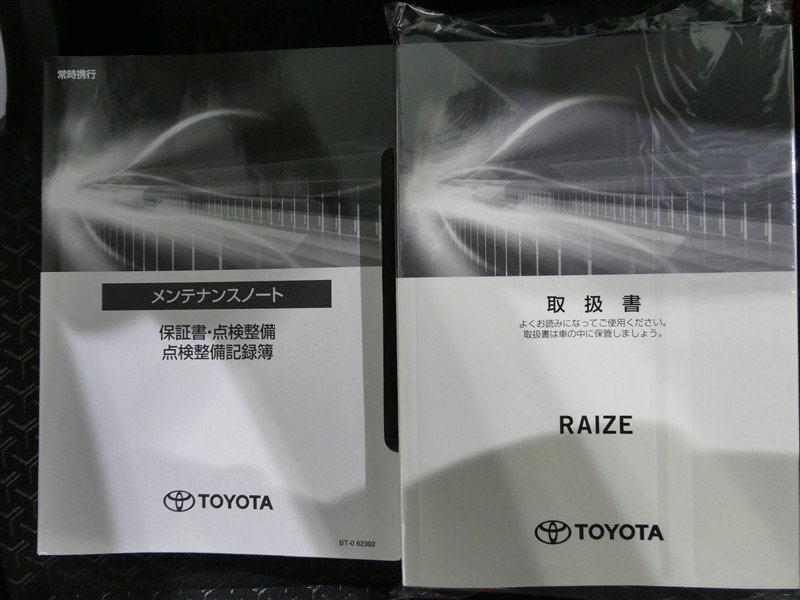 常時携行
メンテナンスノート
保証書・点検整備
点検整備記録簿
TOYOTA
BT-0 62302
取扱書
よくお読みになってご使用ください。
取扱書は車の中に保管しましょう。
RAIZE
TOYOTA